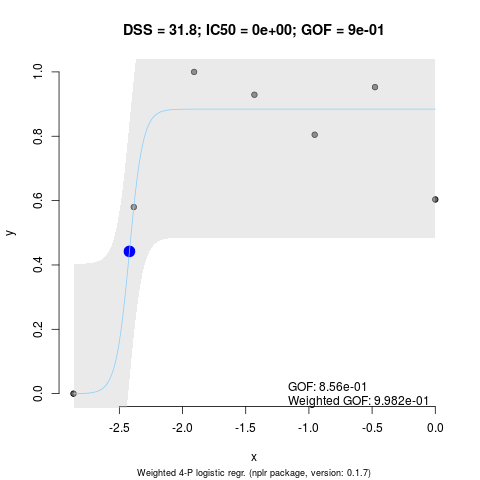 DSS = 31.8; IC50 = 0e+00; GOF = 9e-01
1.0
0.8
0.6
0.4
0.2
0.0
y
GOF: 8.56e-01
Weighted GOF: 9.982e-01
-2.5 -2.0 -1.5 -1.0 -0.5 0.0
x
Weighted 4-P logistic regr. (nplr package, version: 0.1.7)